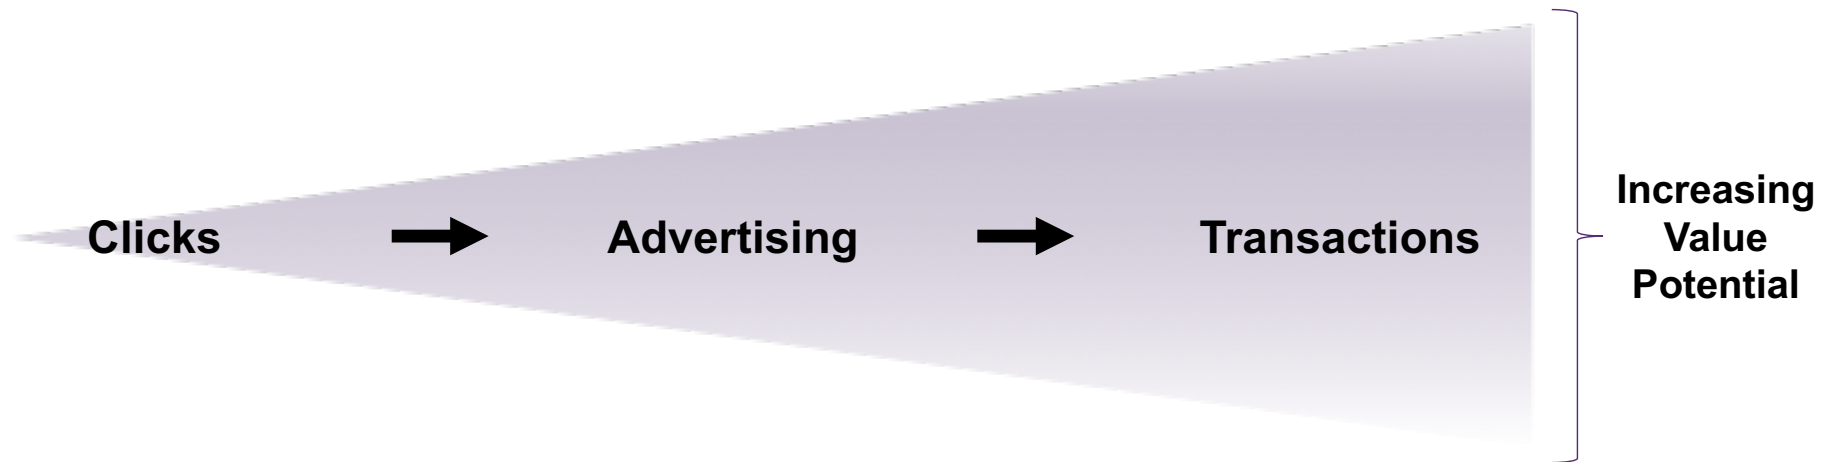 Clicks
Advertising
Transactions
Increasing
Value
Potential